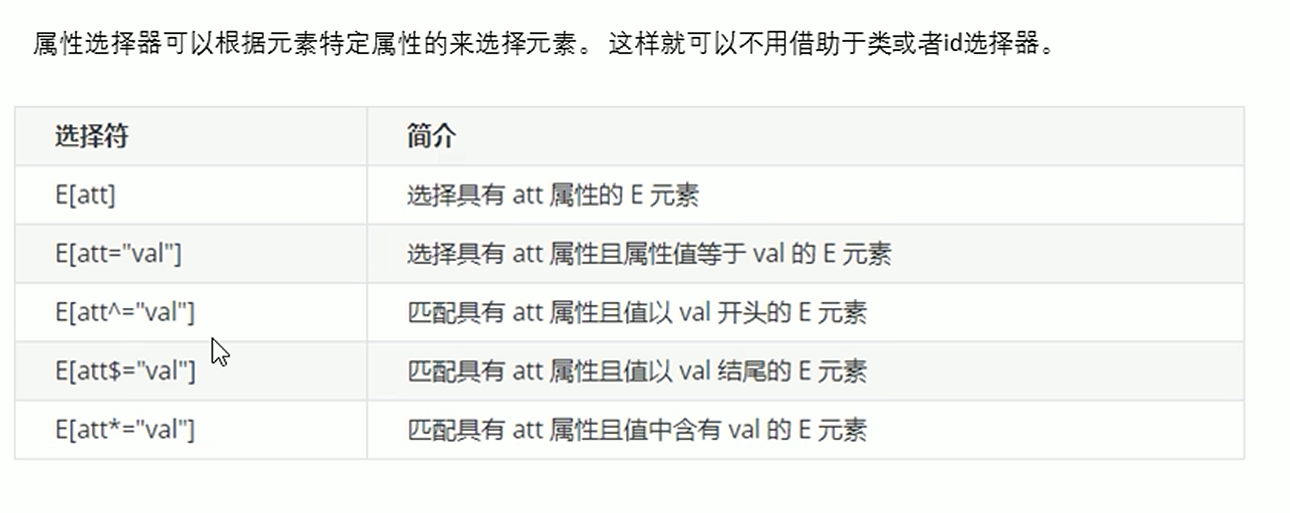 属性选择器可以根据元素特定属性的来选择元素。 这样就可以不用借助于类或者id选择器。
选择符 简介
E[att] 选择具有 att 属性的 E 元素
E[att="val"] 选择具有 att 属性且属性值等于 val 的 E 元素
E[att^="val"] 匹配具有 att 属性且值以 val 开头的 E 元素
E[att$="val"] 匹配具有 att 属性且值以 val 结尾的 E 元素
E[att*="val"] 匹配具有 att 属性且值中含有 val 的 E 元素